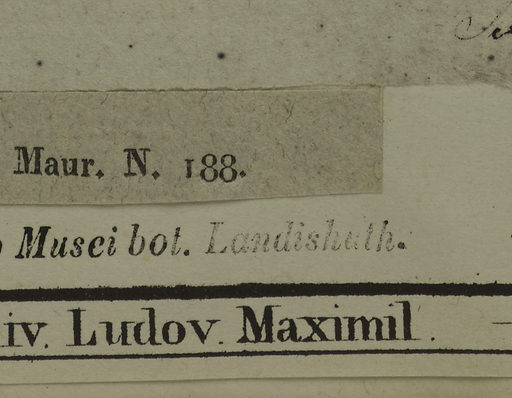 Maur. N. 188.
Musei bot. Landishuth.
iv. Ludov. Maximil.